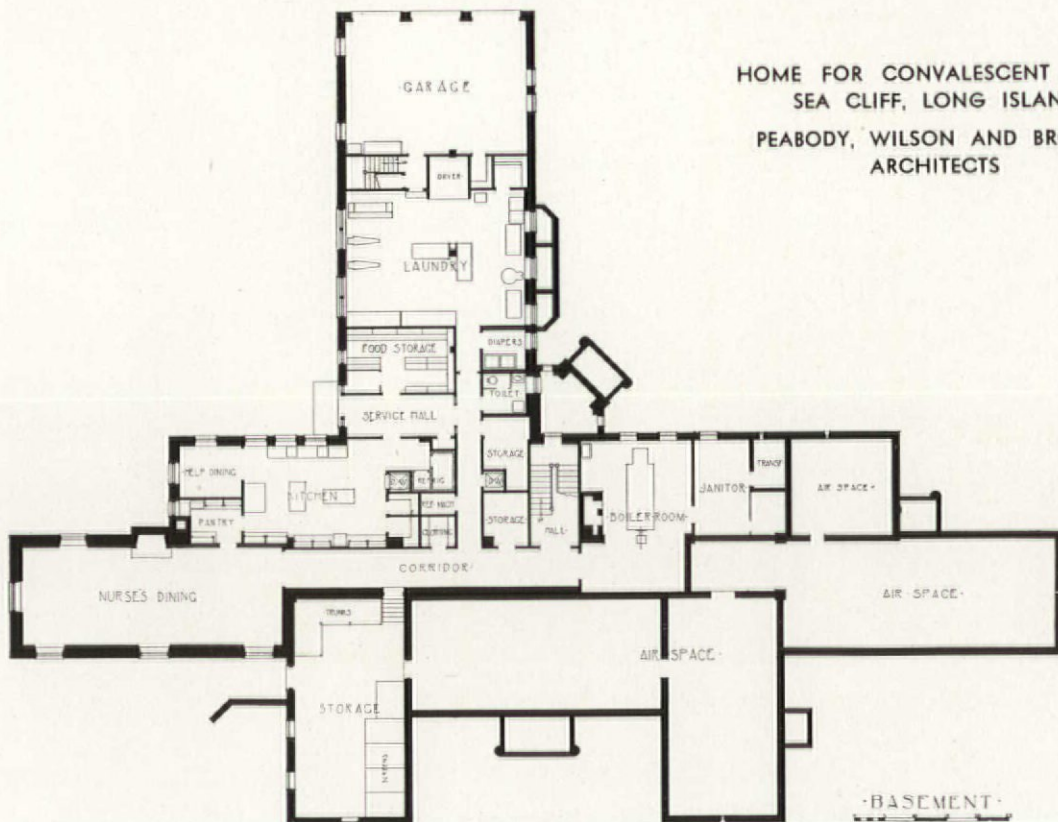 HOME FOR CONVALESCENT
SEA CLIFF, LONG ISLAN
PEABODY, WILSON AND BR
ARCHITECTS
·GARAGE
DRYER·
LAUNDRY
FOOD STORAGE
DIAPERS
TOILET
SERVICE HALL
HELP DINING
KITCHEN
PANTRY
STORAGE
·STORAGE·
HALL·
·BOILER·ROOM·
JANITOR·
TRANSF
AIR SPACE·
CORRIDOR·
NURSES DINING
AIR·SPACE·
TRUNKS
AIR SPACE·
STORAGE
·BASEMENT·